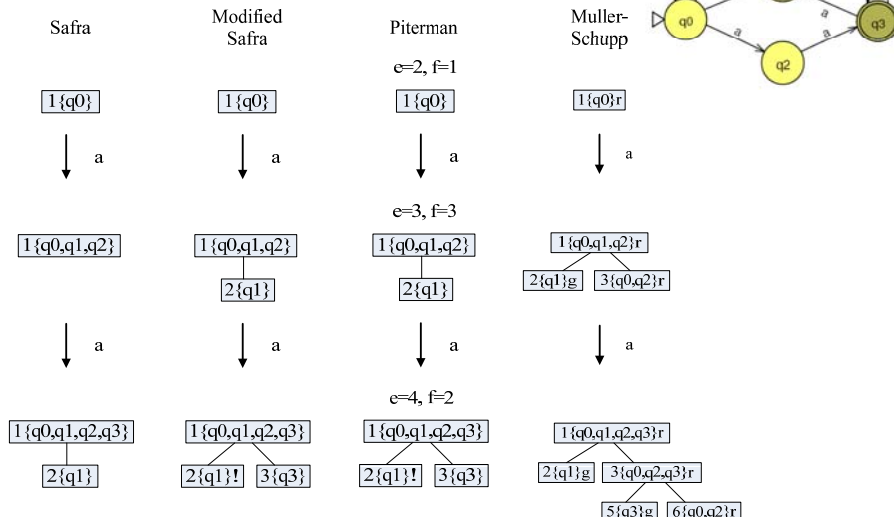 Safra
Modified
Safra
Piterman
Muller-
Schupp
q0
a
q2
a
a
q3
e=2, f=1
1{q0}
1{q0}
1{q0}
1{q0}r
a
a
a
a
e=3, f=3
1{q0,q1,q2}
1{q0,q1,q2}
1{q0,q1,q2}
1{q0,q1,q2}r
2{q1}
2{q1}
2{q1}g
3{q0,q2}r
a
a
a
a
e=4, f=2
1{q0,q1,q2,q3}
1{q0,q1,q2,q3}
1{q0,q1,q2,q3}
1{q0,q1,q2,q3}r
2{q1}
2{q1}!
3{q3}
2{q1}!
3{q3}
2{q1}g
3{q0,q2,q3}r
5{q3}g
6{q0,q2}r